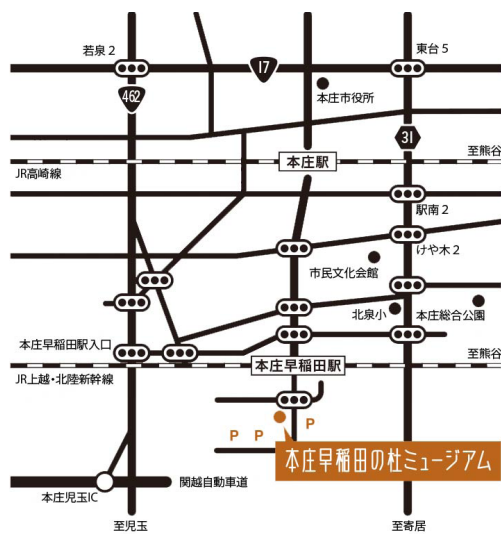 若泉2
東台5
17
462
本庄市役所
31
本庄駅
至熊谷
JR高崎線
駅南2
けや木2
市民文化会館
北泉小
本庄総合公園
本庄早稲田駅入口
至熊谷
本庄早稲田駅
JR上越・北陸新幹線
P
P
P
本庄早稲田の杜ミュージアム
関越自動車道
本庄児玉IC
至児玉
至寄居